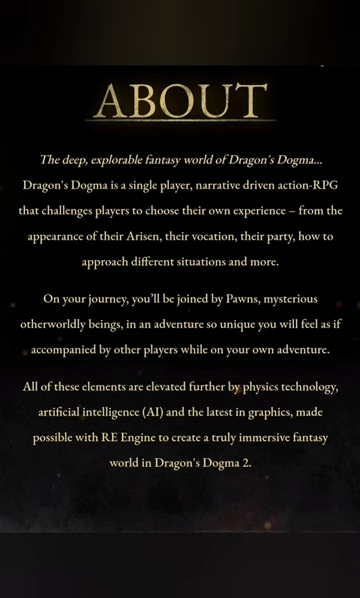 ABOUT
The deep, explorable fantasy world of Dragon's Dogma...
Dragon's Dogma is a single player, narrative driven action-RPG
that challenges players to choose their own experience – from the
appearance of their Arisen, their vocation, their party, how to
approach different situations and more.
On your journey, you'll be joined by Pawns, mysterious
otherworldly beings, in an adventure so unique you will feel as if
accompanied by other players while on your own adventure.
All of these elements are elevated further by physics technology,
artificial intelligence (AI) and the latest in graphics, made
possible with RE Engine to create a truly immersive fantasy
world in Dragon's Dogma 2.